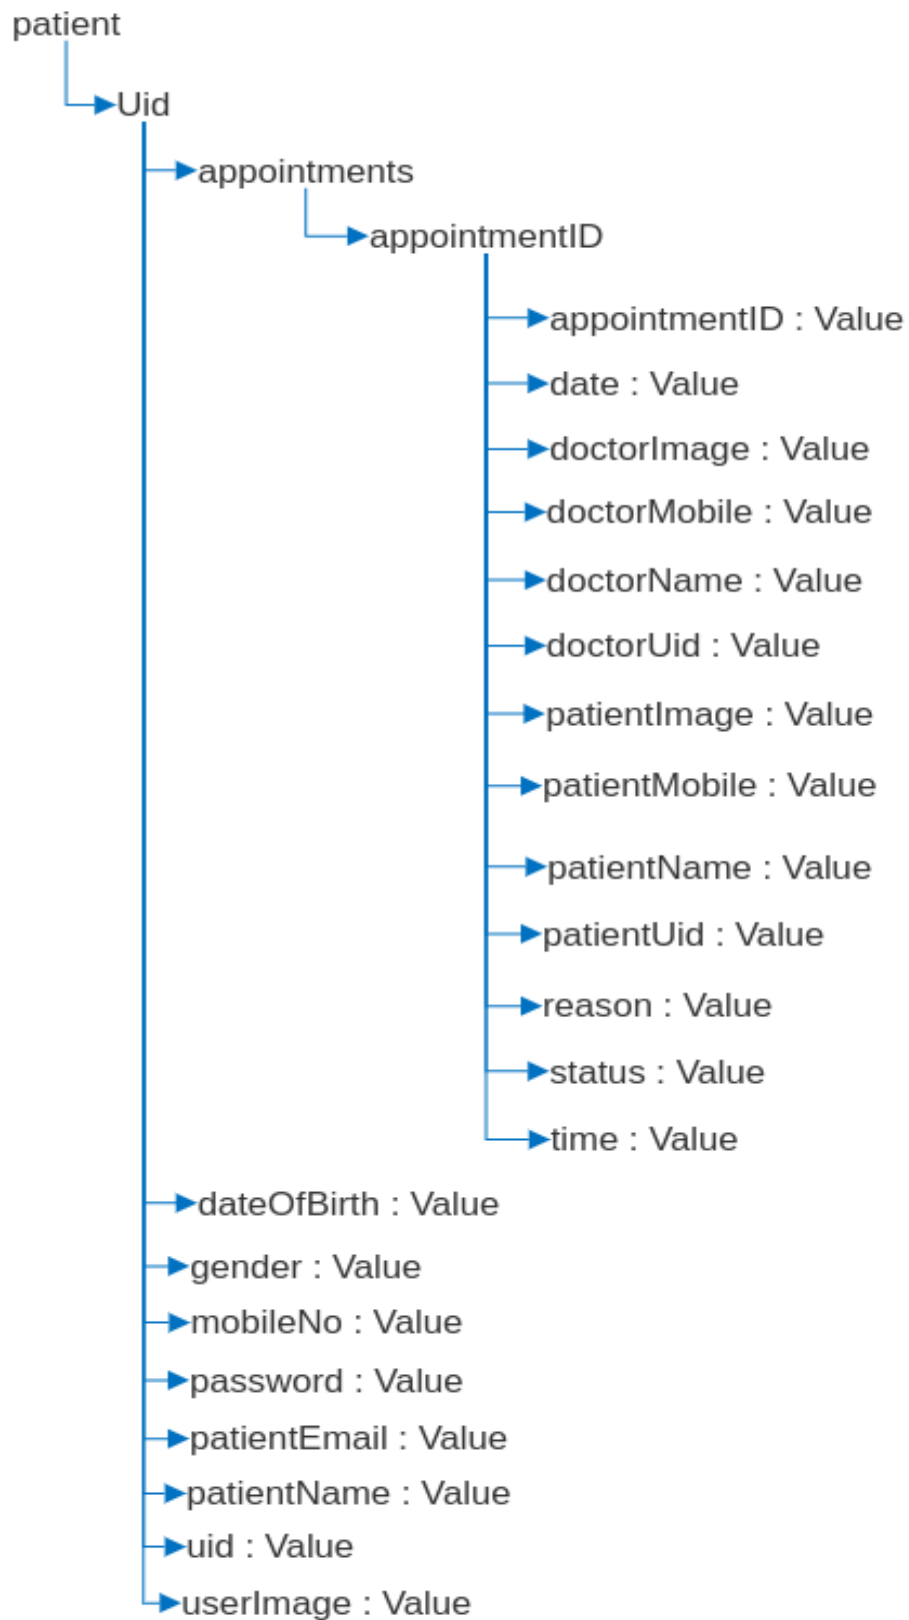 patient
Uid
appointments
appointmentID
appointmentID : Value
date : Value
doctorImage : Value
doctorMobile : Value
doctorName : Value
doctorUid : Value
patientImage : Value
patientMobile : Value
patientName : Value
patientUid : Value
reason : Value
status : Value
time : Value
dateOfBirth : Value
gender : Value
mobileNo : Value
password : Value
patientEmail : Value
patientName : Value
uid : Value
userImage : Value